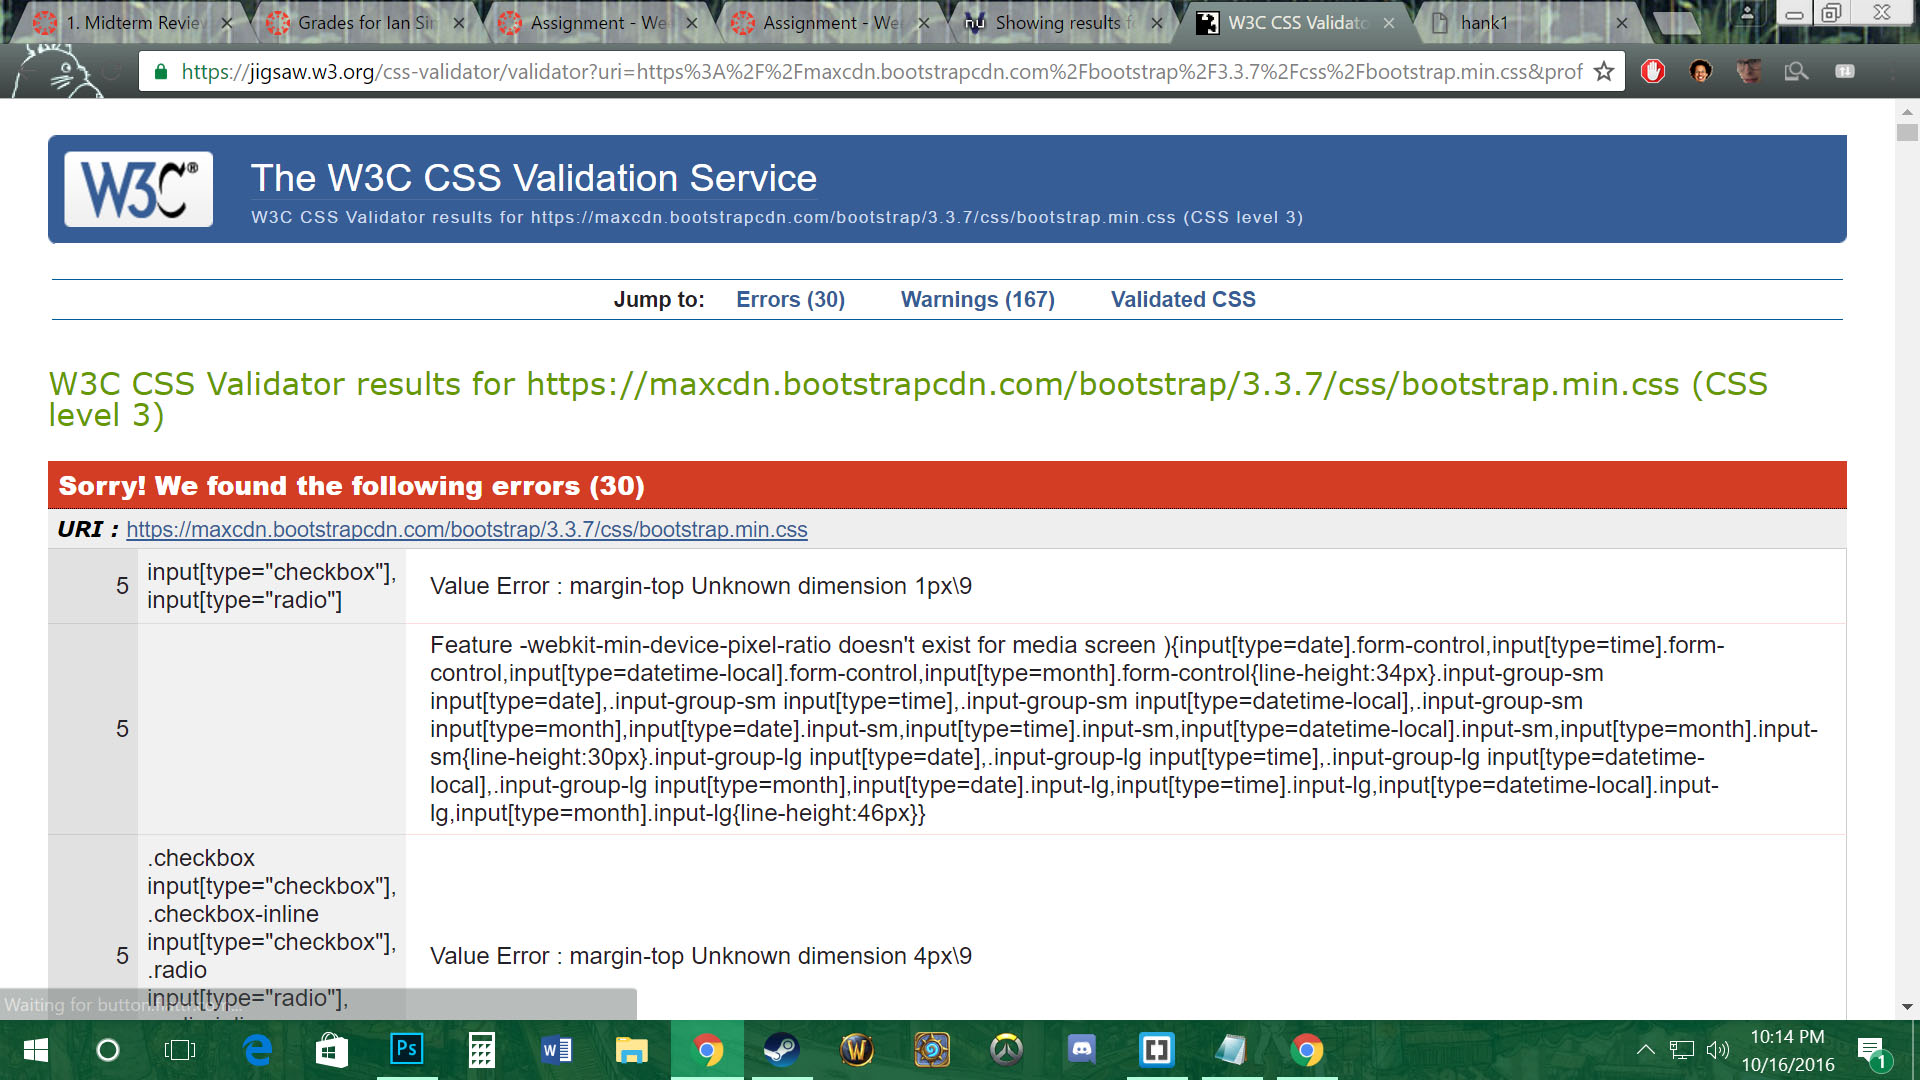 1. Midterm Review
Grades for Ian Sim
Assignment - Wee
Assignment - Wee
nu Showing results f
W3C CSS Validato
hank1
https://jigsaw.w3.org/css-validator/validator?uri=https%3A%2F%2Fmaxcdn.bootstrapcdn.com%2Fbootstrap%2F3.3.7%2Fcss%2Fbootstrap.min.css&prof
W3C®
The W3C CSS Validation Service
W3C CSS Validator results for https://maxcdn.bootstrapcdn.com/bootstrap/3.3.7/css/bootstrap.min.css (CSS level 3)
Jump to: Errors (30) Warnings (167) Validated CSS
W3C CSS Validator results for https://maxcdn.bootstrapcdn.com/bootstrap/3.3.7/css/bootstrap.min.css (CSS
level 3)
Sorry! We found the following errors (30)
URI : https://maxcdn.bootstrapcdn.com/bootstrap/3.3.7/css/bootstrap.min.css
5
input[type="checkbox"],
input[type="radio"]
Value Error : margin-top Unknown dimension 1px\9
5
Feature -webkit-min-device-pixel-ratio doesn't exist for media screen ){input[type=date].form-control,input[type=time].form-
control,input[type=datetime-local].form-control,input[type=month].form-control{line-height:34px}.input-group-sm
input[type=date],.input-group-sm input[type=time],.input-group-sm input[type=datetime-local],.input-group-sm
input[type=month],input[type=date].input-sm,input[type=time].input-sm,input[type=datetime-local].input-sm,input[type=month].input-
sm{line-height:30px}.input-group-lg input[type=date],.input-group-lg input[type=time],.input-group-lg input[type=datetime-
local],.input-group-lg input[type=month],input[type=date].input-lg,input[type=time].input-lg,input[type=datetime-local].input-
lg,input[type=month].input-lg{line-height:46px}}
5
.checkbox
input[type="checkbox"],
.checkbox-inline
input[type="checkbox"],
.radio
input[type="radio"],
Value Error : margin-top Unknown dimension 4px\9
Waiting for
Ps
W
10:14 PM
10/16/2016
1